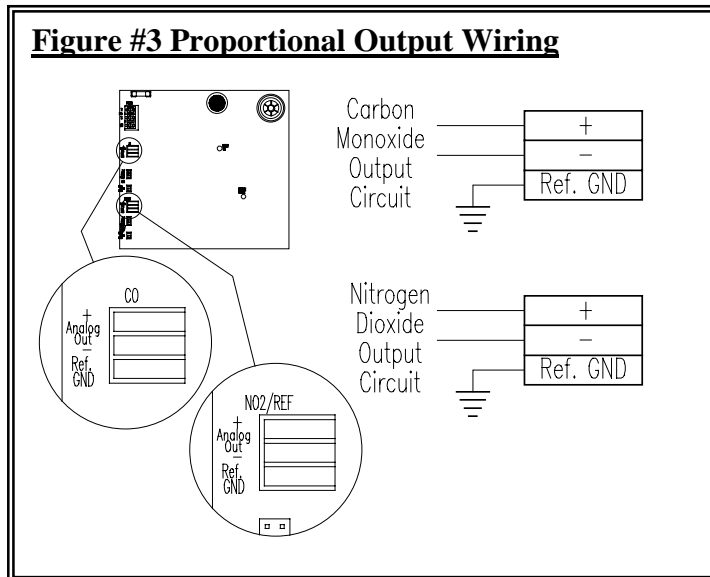 Figure #3 Proportional Output Wiring
Carbon
Monoxide
Output
Circuit
+
−
Ref. GND
Nitrogen
Dioxide
Output
Circuit
+
−
Ref. GND
CO
+
Analog
Out
−
Ref.
GND
NO2/REF
+
Analog
Out
−
Ref.
GND